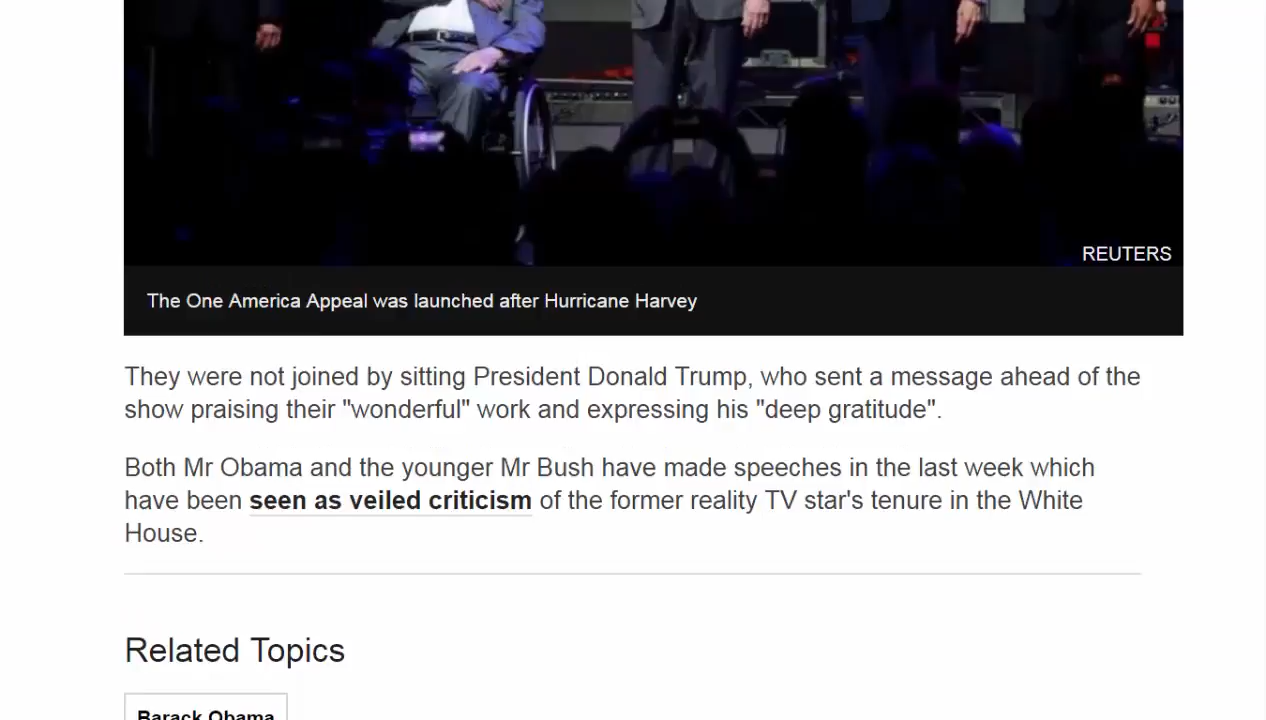 REUTERS
The One America Appeal was launched after Hurricane Harvey
They were not joined by sitting President Donald Trump, who sent a message ahead of the
show praising their "wonderful" work and expressing his "deep gratitude".
Both Mr Obama and the younger Mr Bush have made speeches in the last week which
have been seen as veiled criticism of the former reality TV star's tenure in the White
House.
Related Topics
Barack Obama